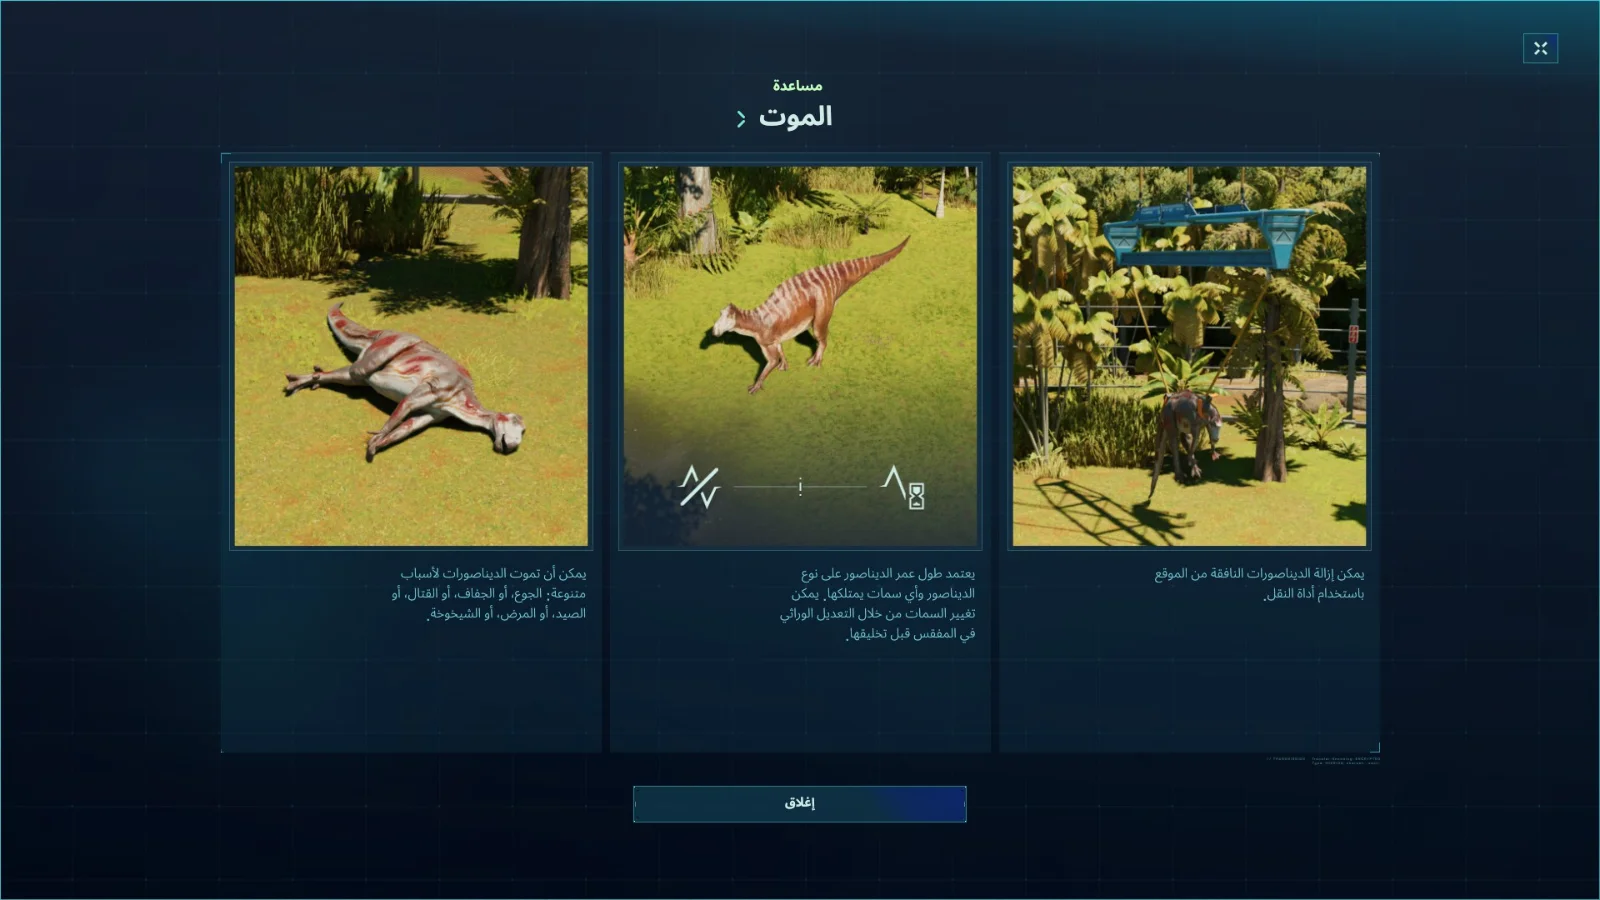 مساعدة
الموت
يمكن أن تموت الديناصورات لأسباب
متنوعة: الجوع، أو الجفاف، أو القتال، أو
الصيد، أو المرض، أو الشيخوخة.
يعتمد طول عمر الديناصور على نوع
الديناصور وأي سمات يمتلكها. يمكن
تغيير السمات من خلال التعديل الوراثي
في المفقس قبل تخليقها.
يمكن إزالة الديناصورات النافقة من الموقع
باستخدام أداة النقل.
إغلاق